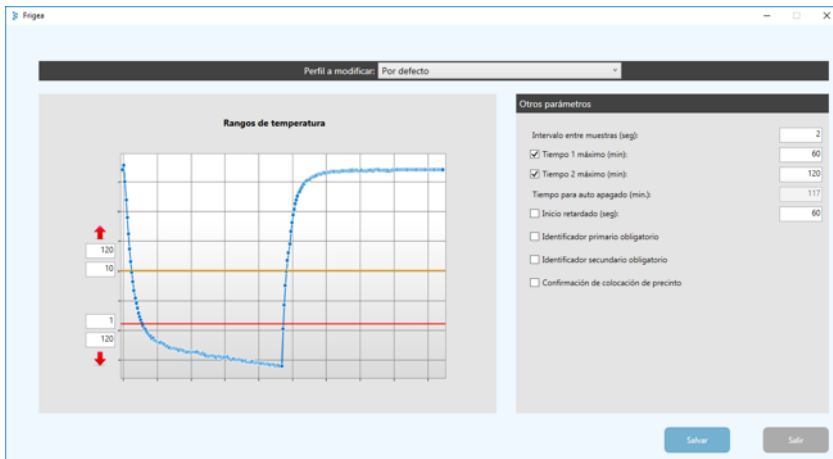 Frigea
Perfil a modificar: Por defecto
Rangos de temperatura
120
10
1
120
Otros parámetros
Intervalo entre muestras (seg): 2
Tiempo 1 máximo (min): 60
Tiempo 2 máximo (min): 120
Tiempo para auto apagado (min.): 117
Inicio retardado (seg): 60
Identificador primario obligatorio
Identificador secundario obligatorio
Confirmación de colocación de precinto
Salvar
Salir